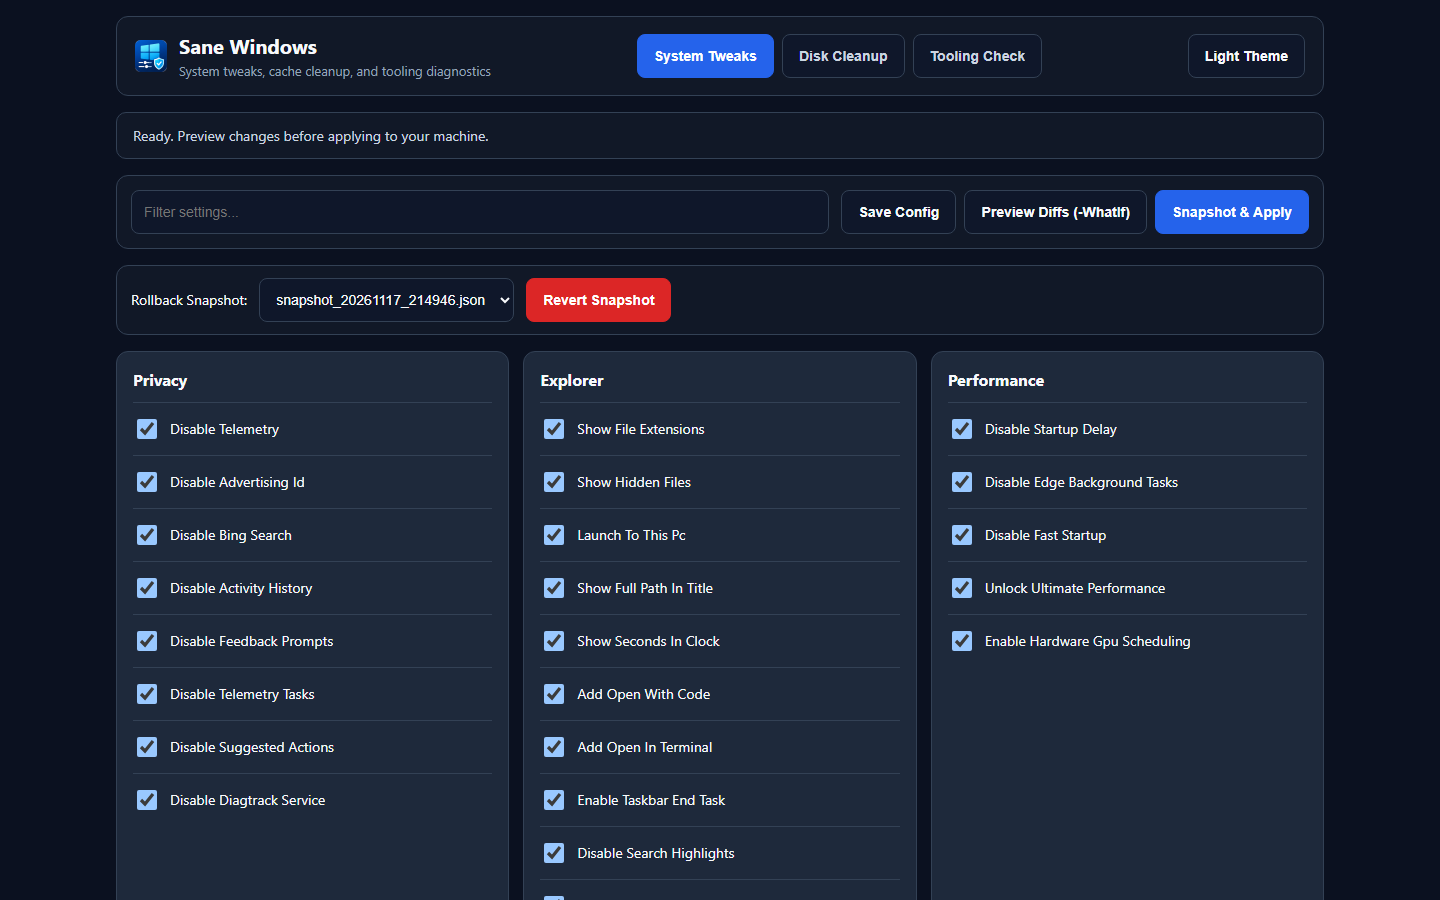 Sane Windows
System tweaks, cache cleanup, and tooling diagnostics
System Tweaks
Disk Cleanup
Tooling Check
Light Theme
Ready. Preview changes before applying to your machine.
Filter settings...
Save Config
Preview Diffs (-WhatIf)
Snapshot & Apply
Rollback Snapshot:
snapshot_20261117_214946.json
Revert Snapshot
Privacy
Disable Telemetry
Disable Advertising Id
Disable Bing Search
Disable Activity History
Disable Feedback Prompts
Disable Telemetry Tasks
Disable Suggested Actions
Disable Diagtrack Service
Explorer
Show File Extensions
Show Hidden Files
Launch To This Pc
Show Full Path In Title
Show Seconds In Clock
Add Open With Code
Add Open In Terminal
Enable Taskbar End Task
Disable Search Highlights
Performance
Disable Startup Delay
Disable Edge Background Tasks
Disable Fast Startup
Unlock Ultimate Performance
Enable Hardware Gpu Scheduling